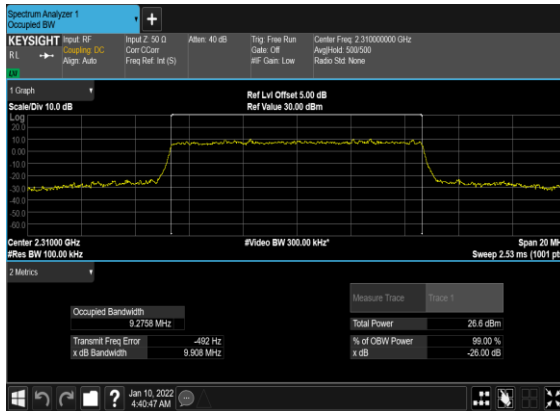 Spectrum Analyzer 1
Occupied BW
KEYSIGHT Input: RF Input Z: 50 Ω Atten: 40 dB Trig: Free Run Center Freq: 2.310000000 GHz
RL Coupling: DC Corr CCorr Gate: Off Avg|Hold: 500/500
Align: Auto Freq Ref: Int (S) #IF Gain: Low Radio Std: None
1 Graph
Scale/Div 10.0 dB
Ref Lvl Offset 5.00 dB
Ref Value 30.00 dBm
Log
20.0
10.0
0.00
-10.0
-20.0
-30.0
-40.0
-50.0
-60.0
Center 2.31000 GHz #Video BW 300.00 kHz* Span 20 MH
#Res BW 100.00 kHz Sweep 2.53 ms (1001 pt
2 Metrics
Measure Trace Trace 1
Occupied Bandwidth
9.2758 MHz
Total Power 26.6 dBm
Transmit Freq Error -492 Hz % of OBW Power 99.00 %
x dB Bandwidth 9.908 MHz x dB -26.00 dB
Jan 10, 2022
4:40:47 AM